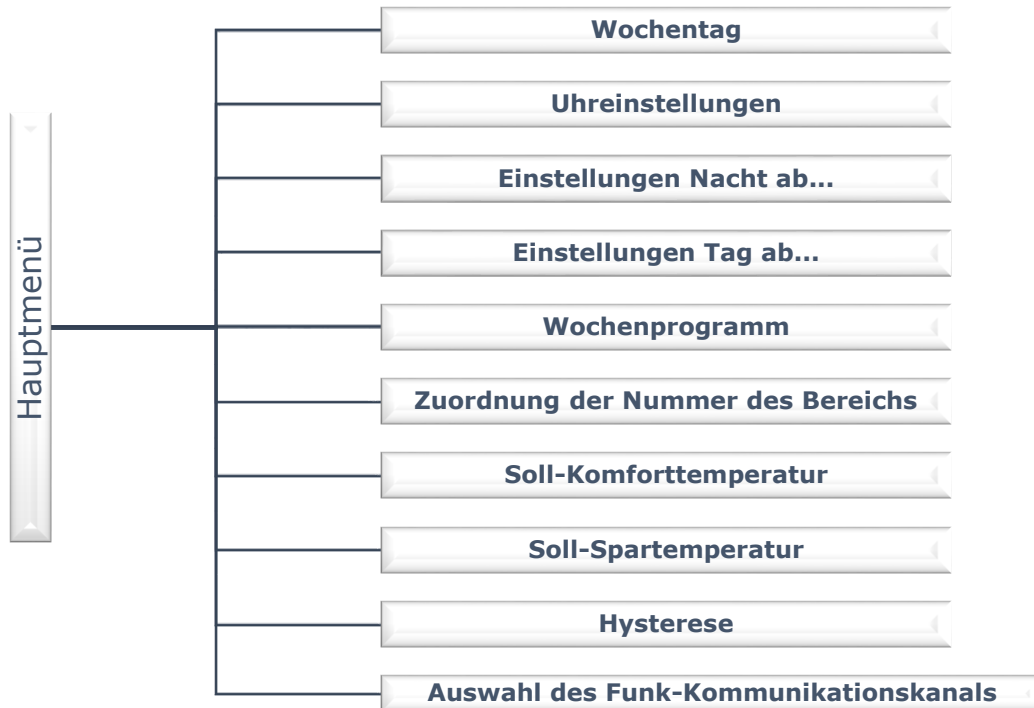 Hauptmenü
Wochentag
Uhreinstellungen
Einstellungen Nacht ab...
Einstellungen Tag ab...
Wochenprogramm
Zuordnung der Nummer des Bereichs
Soll-Komforttemperatur
Soll-Spartemperatur
Hysterese
Auswahl des Funk-Kommunikationskanals